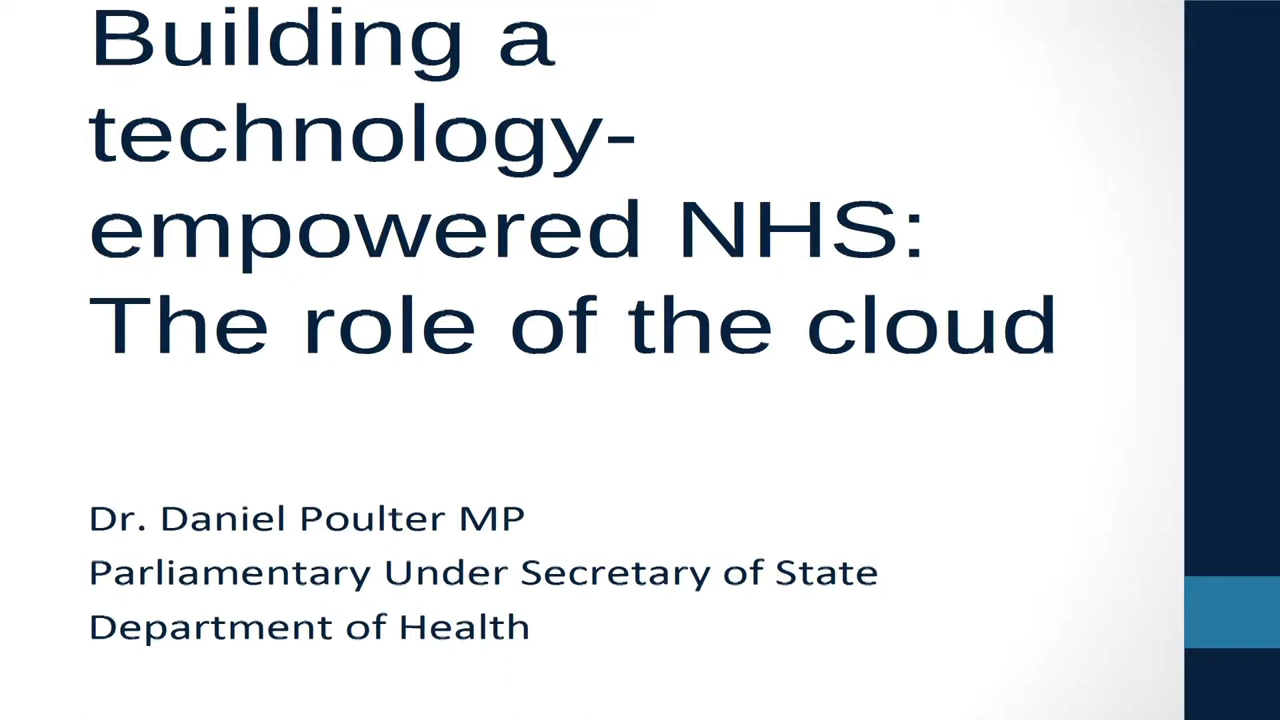 Building a
technology-
empowered NHS:
The role of the cloud
Dr. Daniel Poulter MP
Parliamentary Under Secretary of State
Department of Health